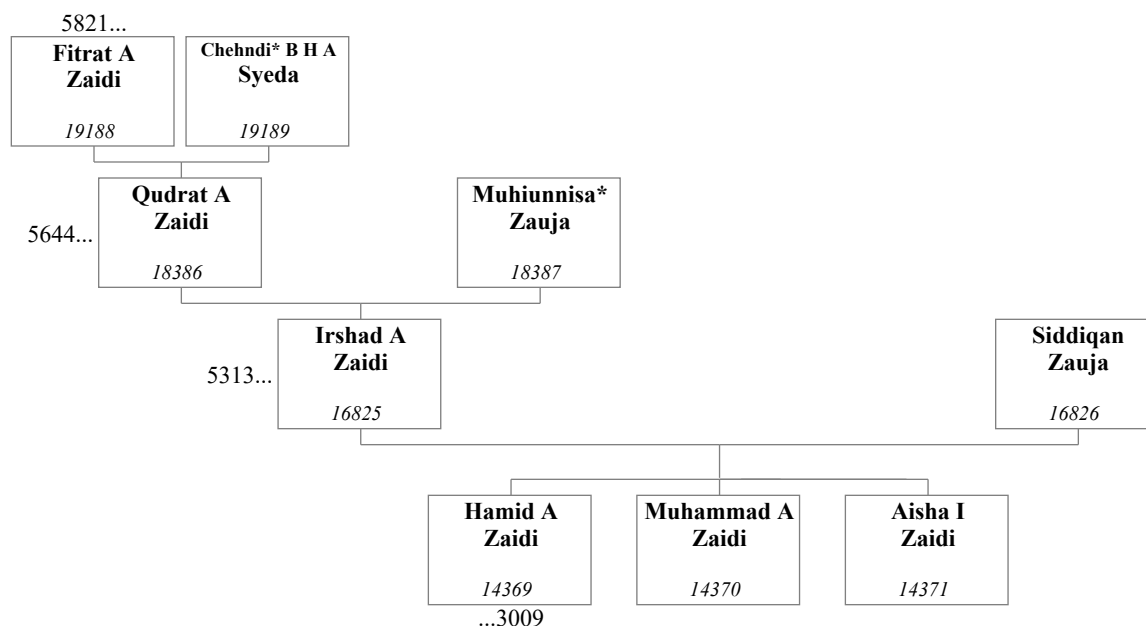 5821...
Fitrat A
Zaidi
19188
Chehndi* B H A
Syeda
19189
5644...
Qudrat A
Zaidi
18386
Muhiunnisa*
Zauja
18387
5313...
Irshad A
Zaidi
16825
Siddiqan
Zauja
16826
Hamid A
Zaidi
14369
...3009
Muhammad A
Zaidi
14370
Aisha I
Zaidi
14371